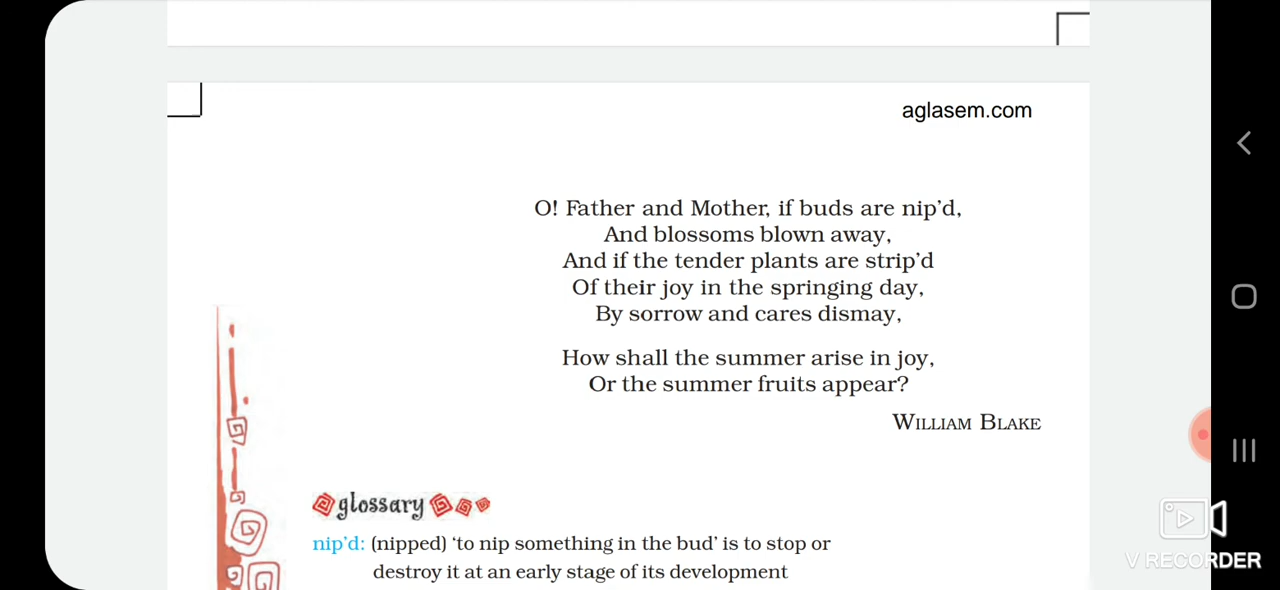 aglasem.com
O! Father and Mother, if buds are nip’d,
And blossoms blown away,
And if the tender plants are strip’d
Of their joy in the springing day,
By sorrow and cares dismay,
How shall the summer arise in joy,
Or the summer fruits appear?
WILLIAM BLAKE
glossary
nip’d: (nipped) ‘to nip something in the bud’ is to stop or
destroy it at an early stage of its development
V RECORDER